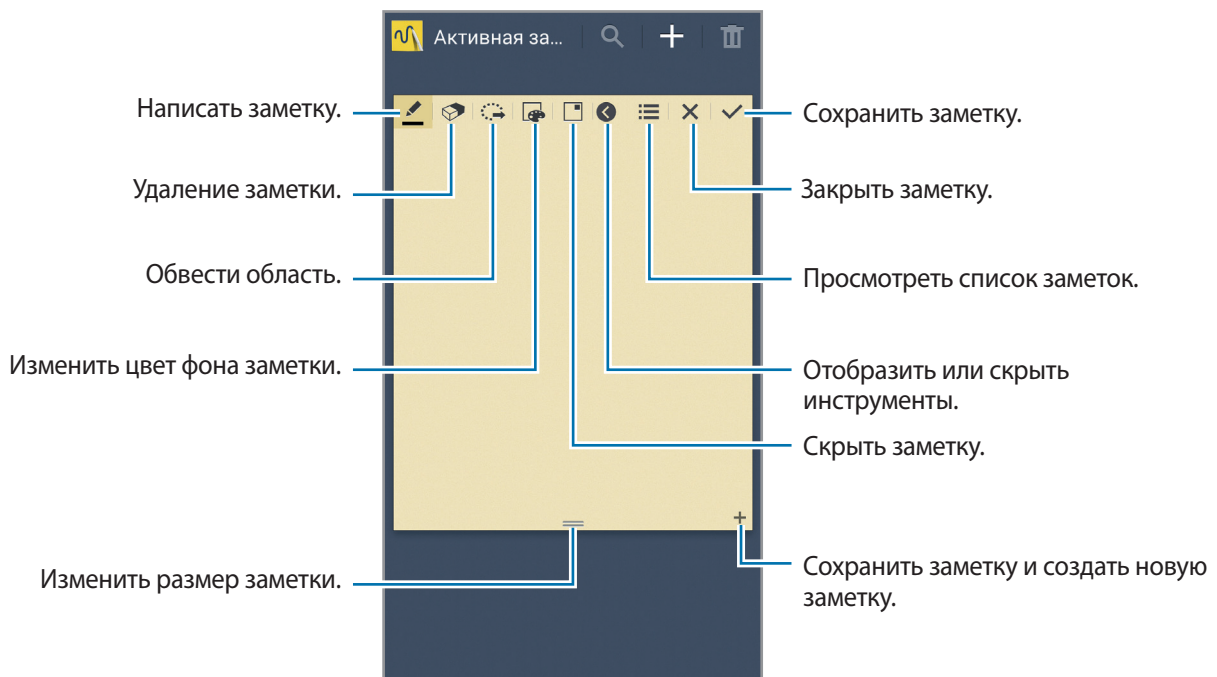 Активная за...
Написать заметку.
Сохранить заметку.
Удаление заметки.
Закрыть заметку.
Обвести область.
Просмотреть список заметок.
Изменить цвет фона заметки.
Отобразить или скрыть
инструменты.
Скрыть заметку.
Изменить размер заметки.
Сохранить заметку и создать новую
заметку.